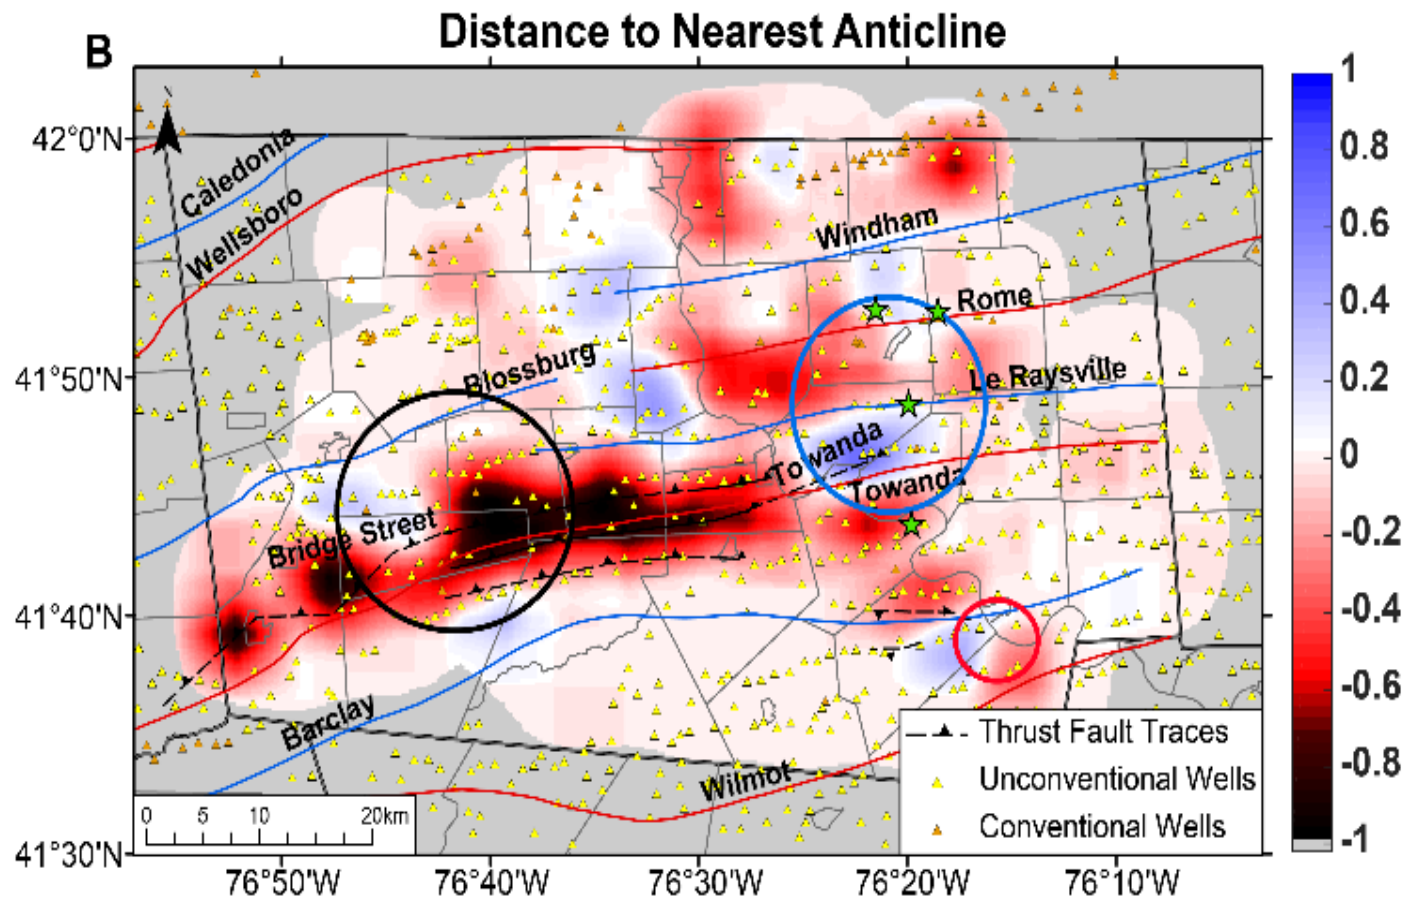 Distance to Nearest Anticline
B
1
0.8
0.6
0.4
0.2
0
-0.2
-0.4
-0.6
-0.8
-1
42°0'N
41°50'N
41°40'N
41°30'N
Caledonia
Wellsboro
Windham
Rome
Blossburg
Le Raysville
Towanda
Towanda
Bridge Street
Barclay
Wilmot
Thrust Fault Traces
Unconventional Wells
Conventional Wells
0 5 10 20km
76°50'W 76°40'W 76°30'W 76°20'W 76°10'W